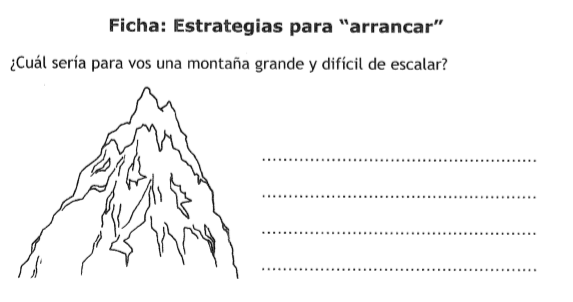 Ficha: Estrategias para “arrancar”
¿Cuál sería para vos una montaña grande y difícil de escalar?